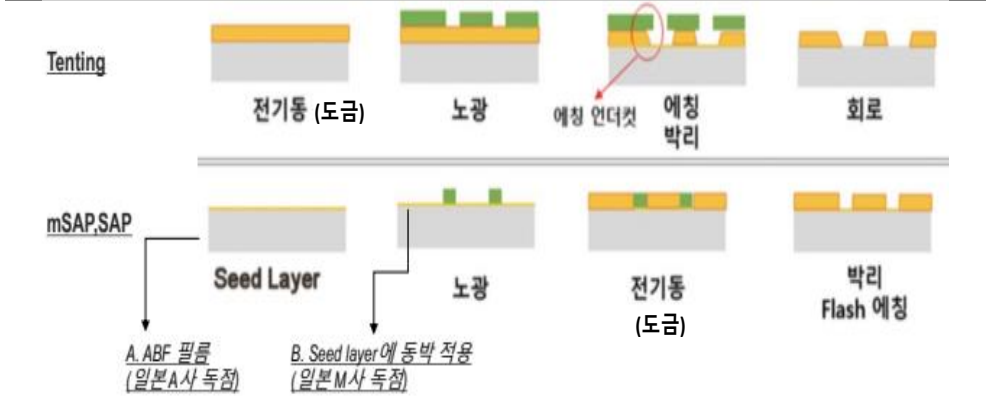 Tenting
전기동 (도금)
노광
에칭 언더컷
에칭
박리
회로
mSAP,SAP
Seed Layer
노광
전기동
(도금)
박리
Flash 에칭
A. ABF 필름
(일본A사 독점)
B. Seed layer에 동박 적용
(일본M사 독점)